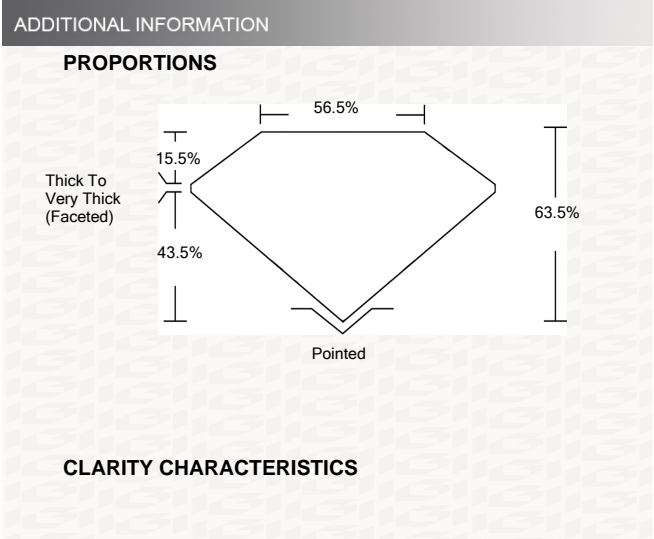 ADDITIONAL INFORMATION
PROPORTIONS
56.5%
15.5%
Thick To
Very Thick
(Faceted)
63.5%
43.5%
Pointed
CLARITY CHARACTERISTICS